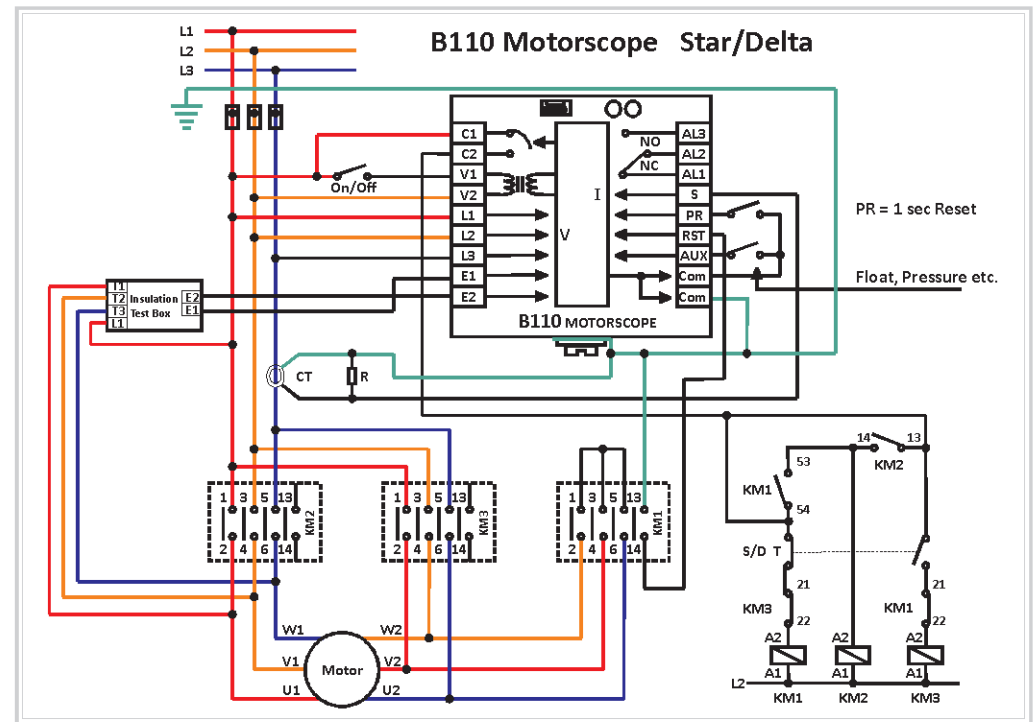 B110 Motorscope Star/Delta
L1
L2
L3
C1
C2
V1
V2
L1
L2
L3
E1
E2
On/Off
V
I
NO
NC
AL3
AL2
AL1
S
PR
RST
AUX
Com
Com
B110 MOTORSCOPE
PR = 1 sec Reset
Float, Pressure etc.
T1
T2
T3
L1
Insulation
Test Box
E2
E1
CT
R
1 3 5 13
2 4 6 14
KM2
1 3 5 13
2 4 6 14
KM3
1 3 5 13
2 4 6 14
KM1
W1
V1
U1
Motor
W2
V2
U2
14 13
KM2
53
KM1
54
S/D T
21
KM3
22
21
KM1
22
A2 A2 A2
A1 A1 A1
L2
KM1 KM2 KM3